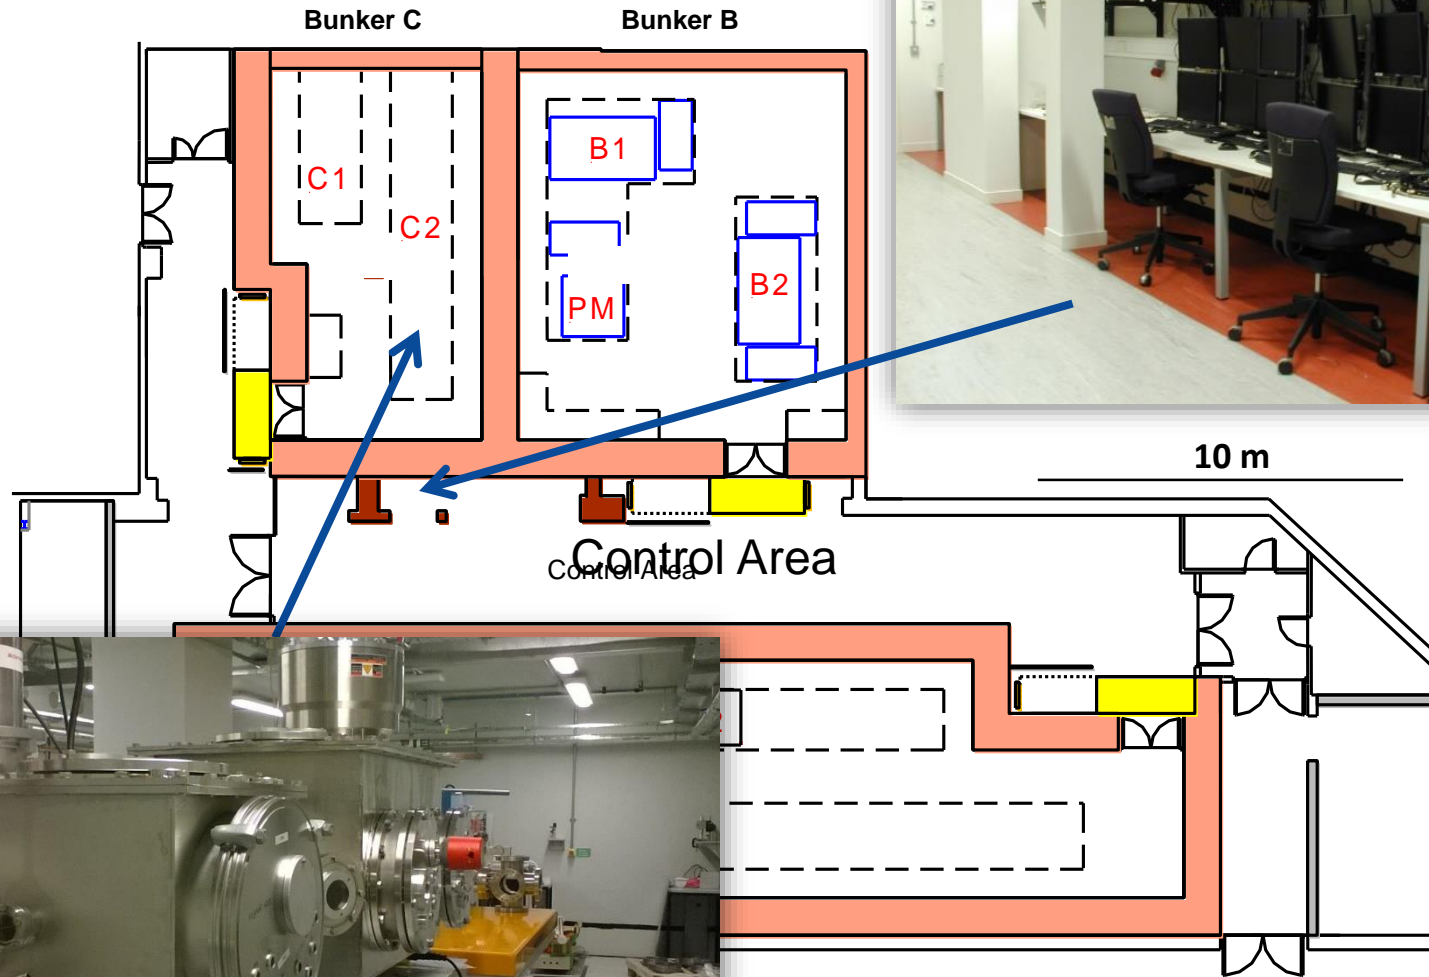 Bunker C
Bunker B
B1
C1
C2
B2
PM
10 m
Control Area
Control Area